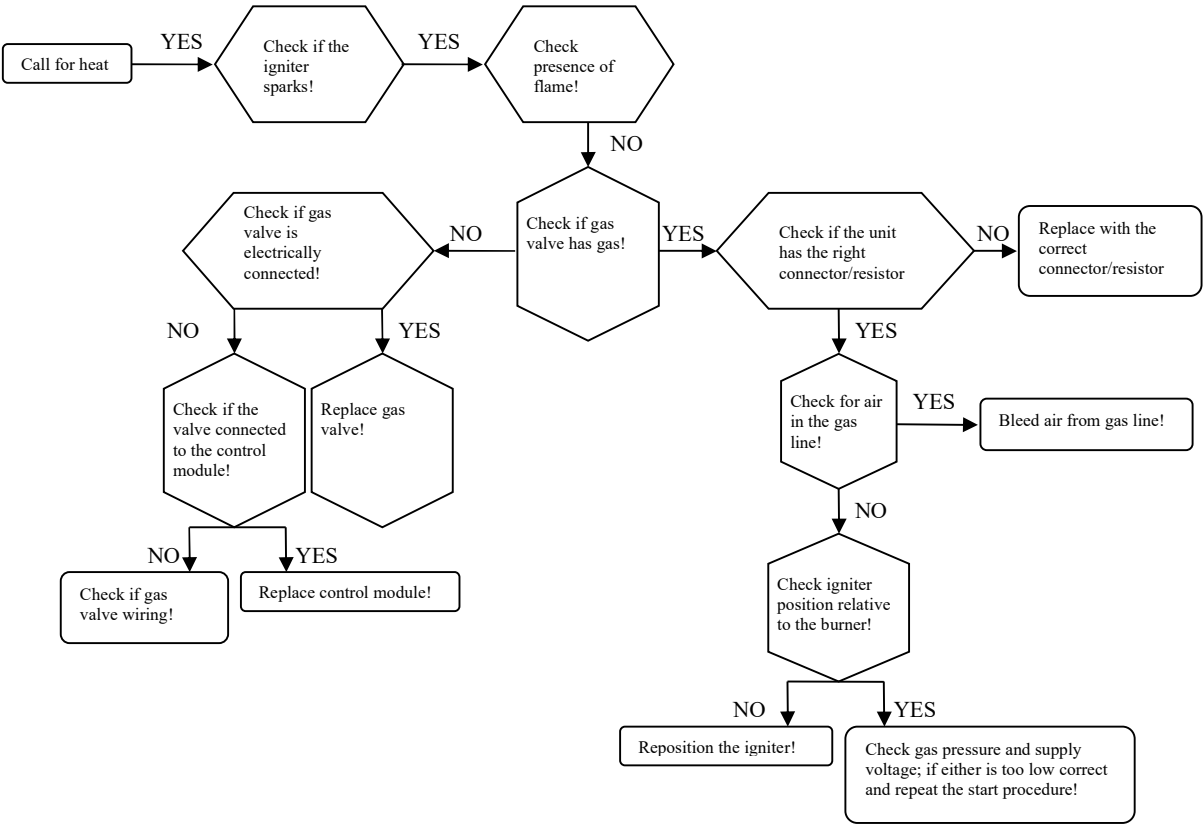 Call for heat
YES
Check if the
igniter
sparks!
YES
Check
presence of
flame!
NO
Check if gas
valve has gas!
NO
Check if gas
valve is
electrically
connected!
YES
Check if the unit
has the right
connector/resistor
NO
Replace with the
correct
connector/resistor
NO
YES
Check if the
valve connected
to the control
module!
Replace gas
valve!
YES
Check for air
in the gas
line!
YES
Bleed air from gas line!
NO
YES
Check if gas
valve wiring!
Replace control module!
NO
Check igniter
position relative
to the burner!
NO
YES
Reposition the igniter!
Check gas pressure and supply
voltage; if either is too low correct
and repeat the start procedure!